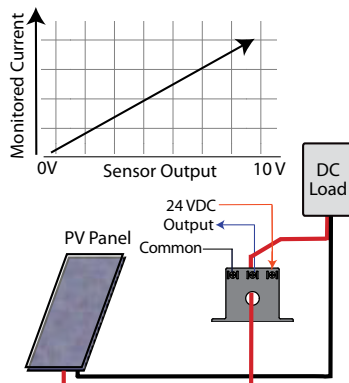 Monitored Current
0V
Sensor Output
10 V
DC
Load
24 VDC
Output
Common
PV Panel